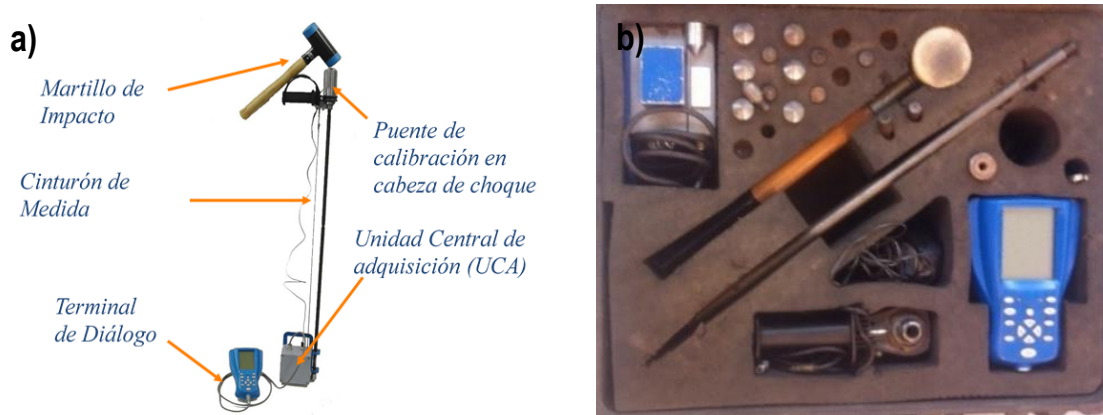 a)
Martillo de
Impacto
Puente de
calibración en
cabeza de choque
Cinturón de
Medida
Unidad Central de
adquisición (UCA)
Terminal
de Diálogo
b)